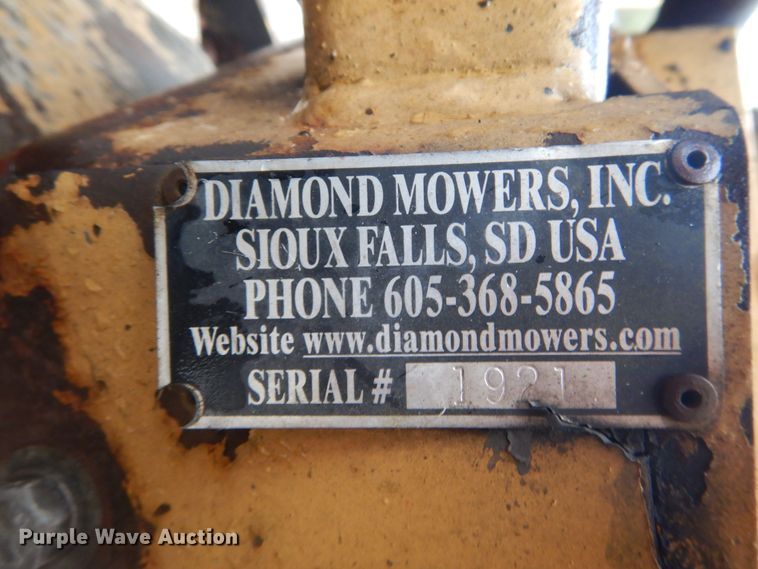 DIAMOND MOWERS, INC.
SIOUX FALLS, SD USA
PHONE 605-368-5865
Website www.diamondmowers.com
SERIAL # 1921
Purple Wave Auction®